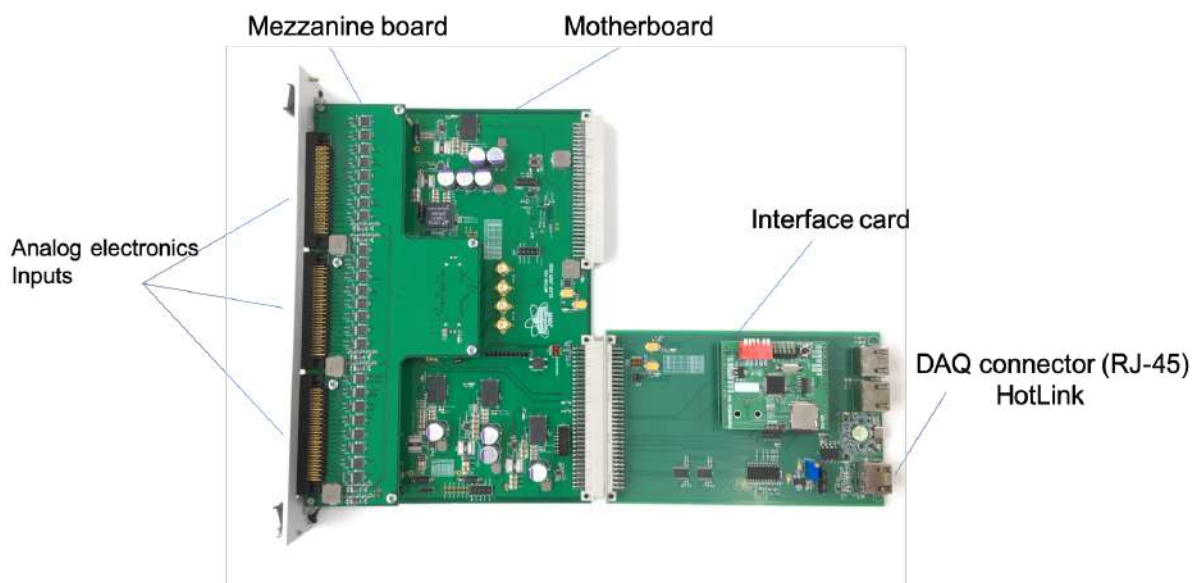 Mezzanine board
Motherboard
Interface card
Analog electronics
Inputs
DAQ connector (RJ-45)
HotLink